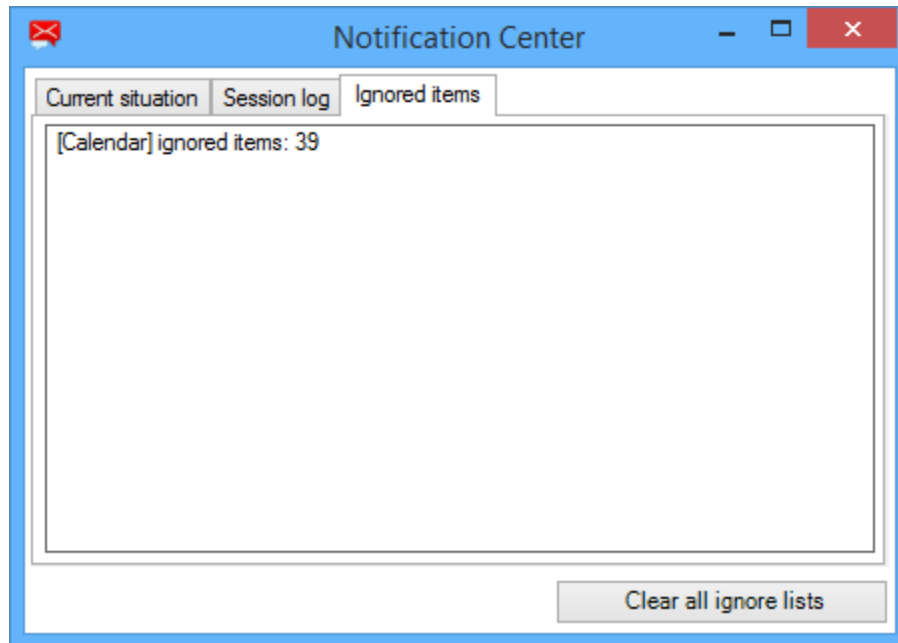 Notification Center
Current situation
Session log
Ignored items
[Calendar] ignored items: 39
Clear all ignore lists